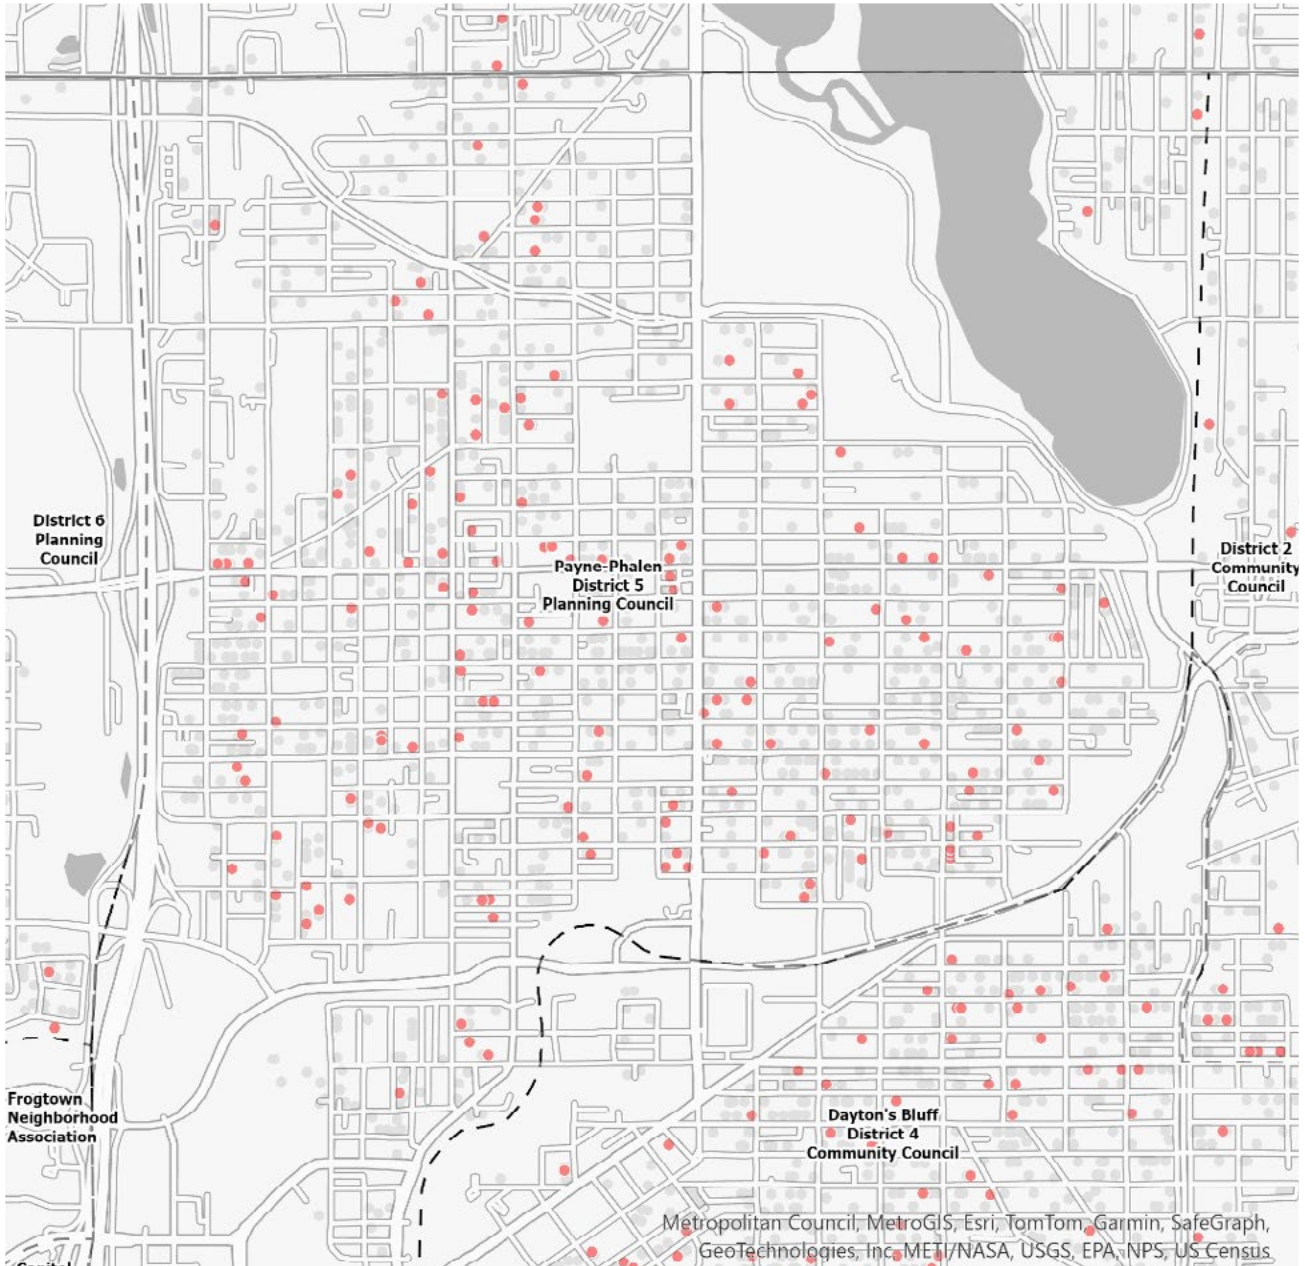 District 6
Planning
Council
Payne-Phalen
District 5
Planning Council
District 2
Community
Council
Frogtown
Neighborhood
Association
Dayton's Bluff
District 4
Community Council
Metropolitan Council, MetroGIS, Esri, TomTom, Garmin, SafeGraph,
GeoTechnologies, Inc, METI/NASA, USGS, EPA, NPS, US Census